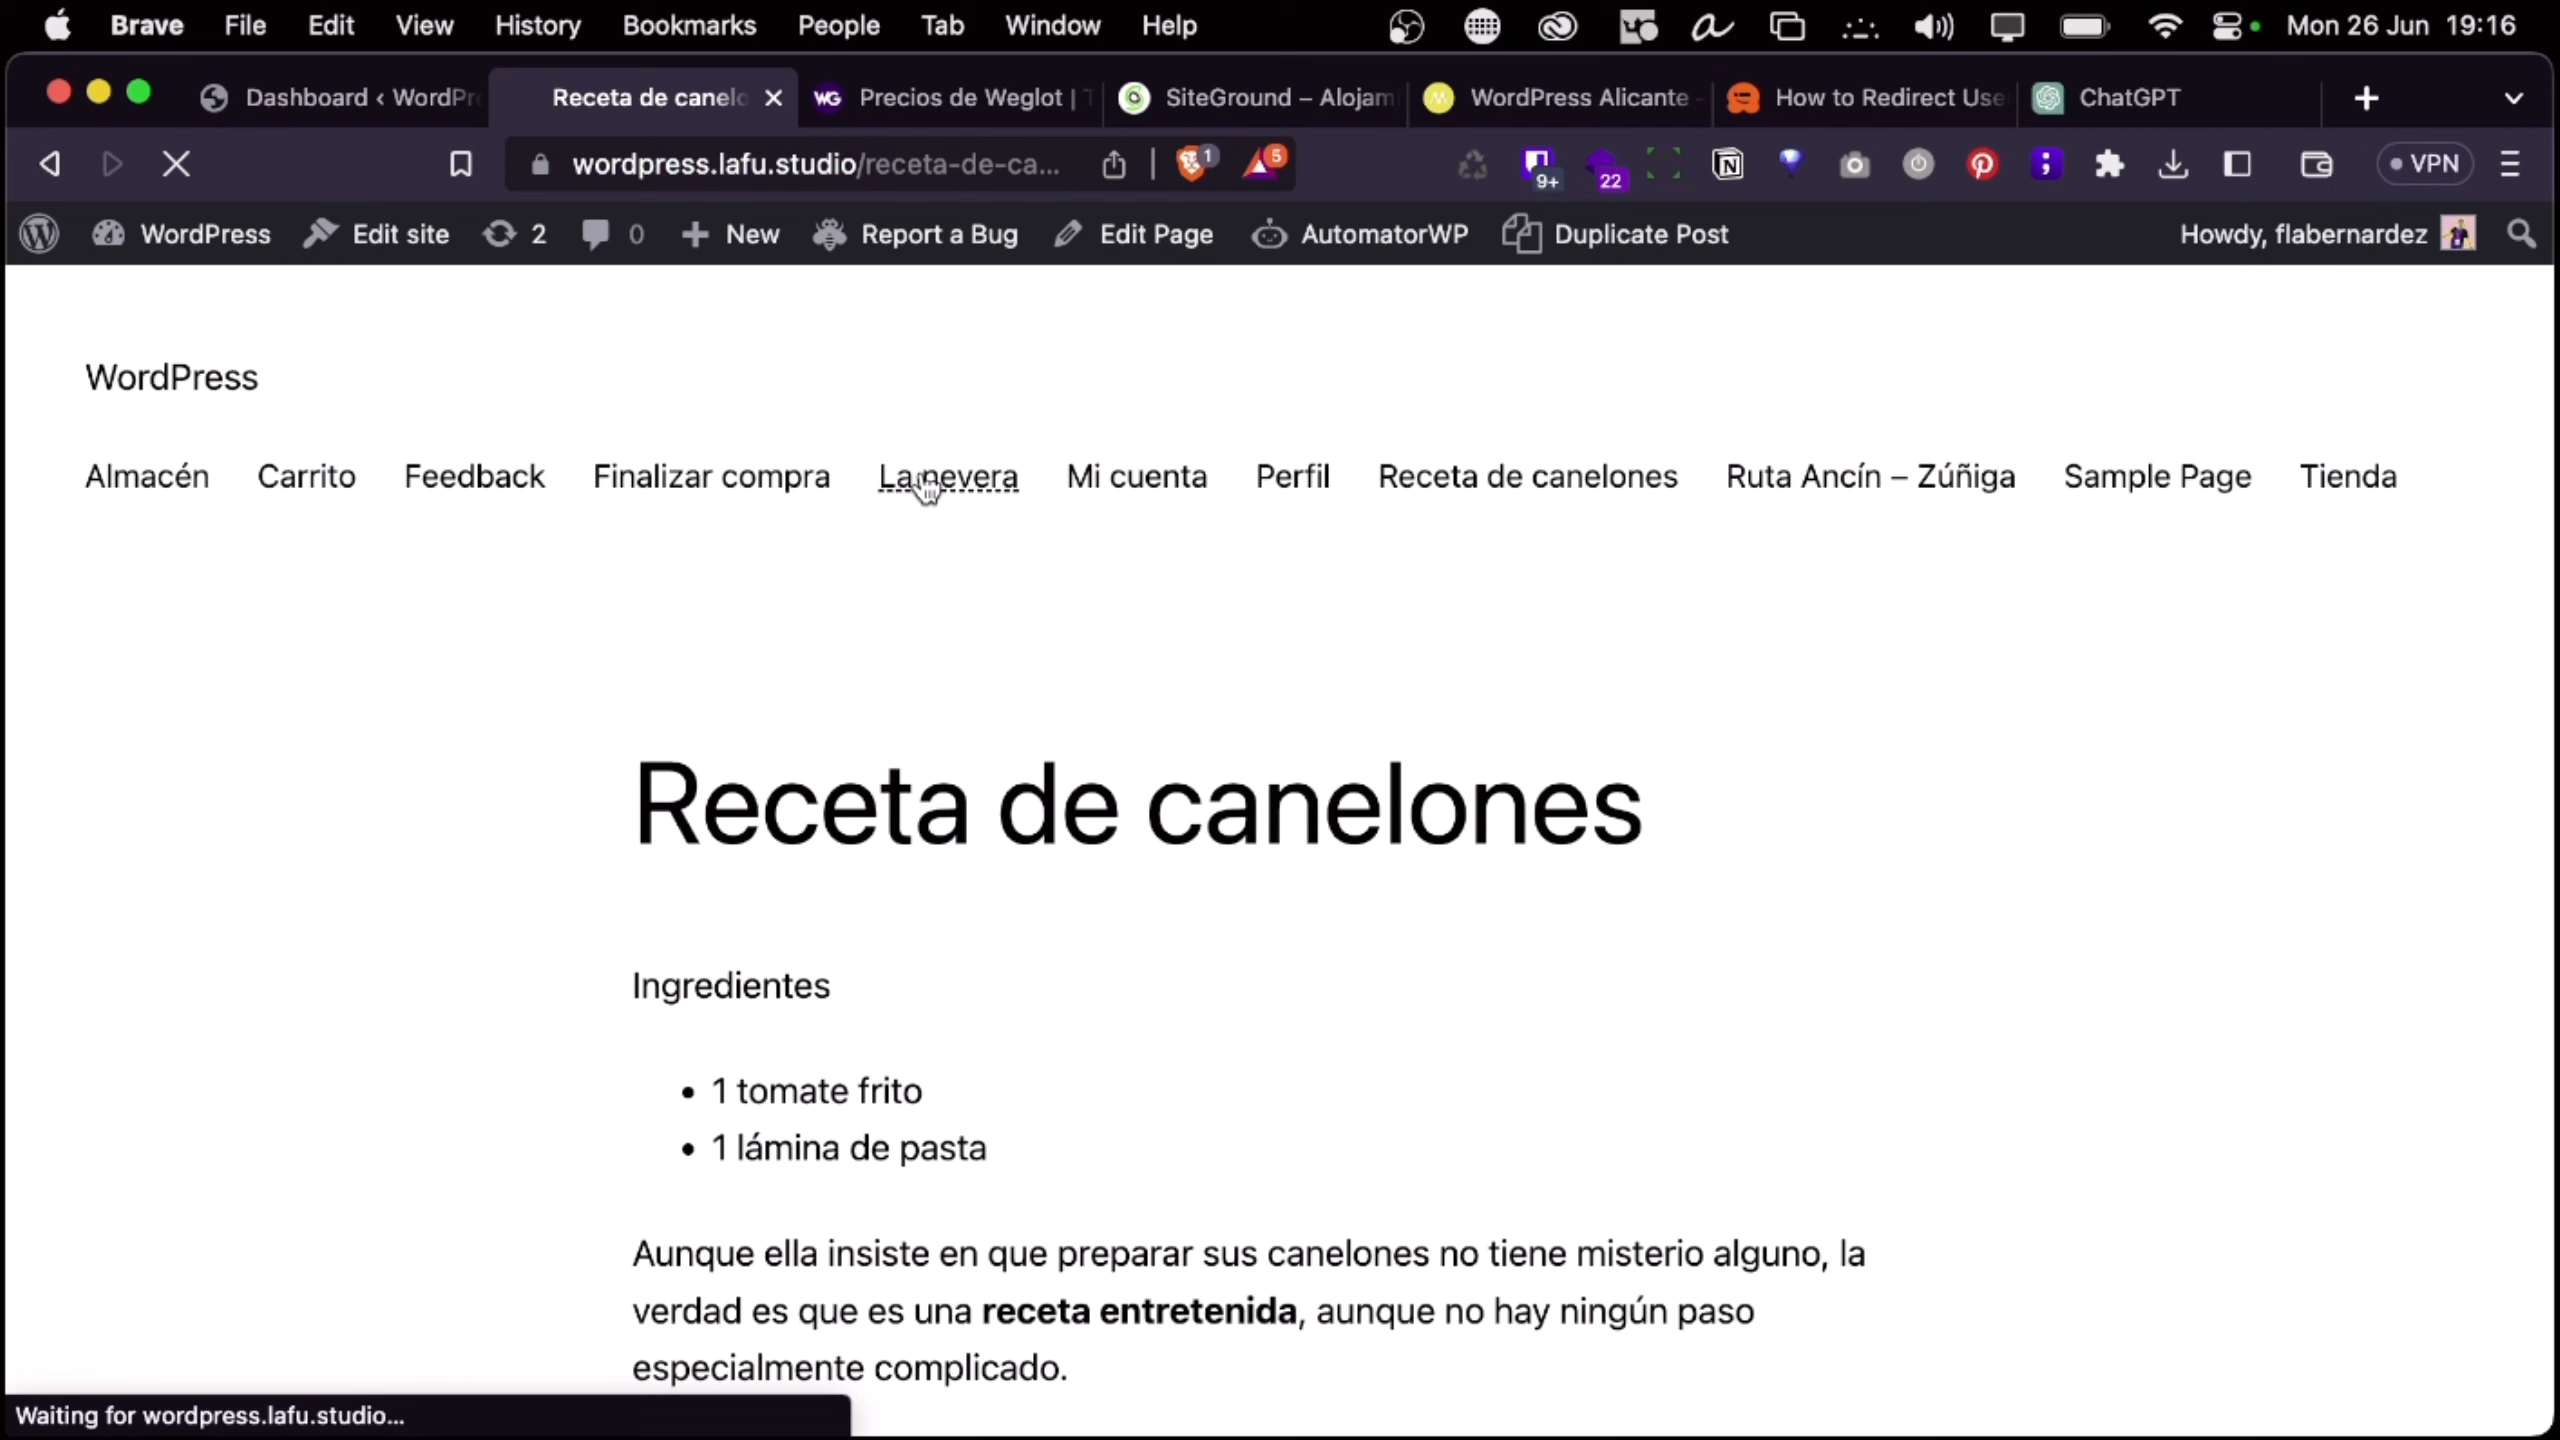 Brave File Edit View History Bookmarks People Tab Window Help Mon 26 Jun 19:16
Dashboard ‹ WordPre Receta de canelo WG Precios de Weglot | T SiteGround – Alojam WordPress Alicante - How to Redirect Use ChatGPT
wordpress.lafu.studio/receta-de-ca... 1 5 9+ 22 VPN
WordPress Edit site 2 0 New Report a Bug Edit Page AutomatorWP Duplicate Post Howdy, flabernardez
WordPress
Almacén Carrito Feedback Finalizar compra La nevera Mi cuenta Perfil Receta de canelones Ruta Ancín – Zúñiga Sample Page Tienda
Receta de canelones
Ingredientes
• 1 tomate frito
• 1 lámina de pasta
Aunque ella insiste en que preparar sus canelones no tiene misterio alguno, la
verdad es que es una receta entretenida, aunque no hay ningún paso
especialmente complicado.
Waiting for wordpress.lafu.studio...